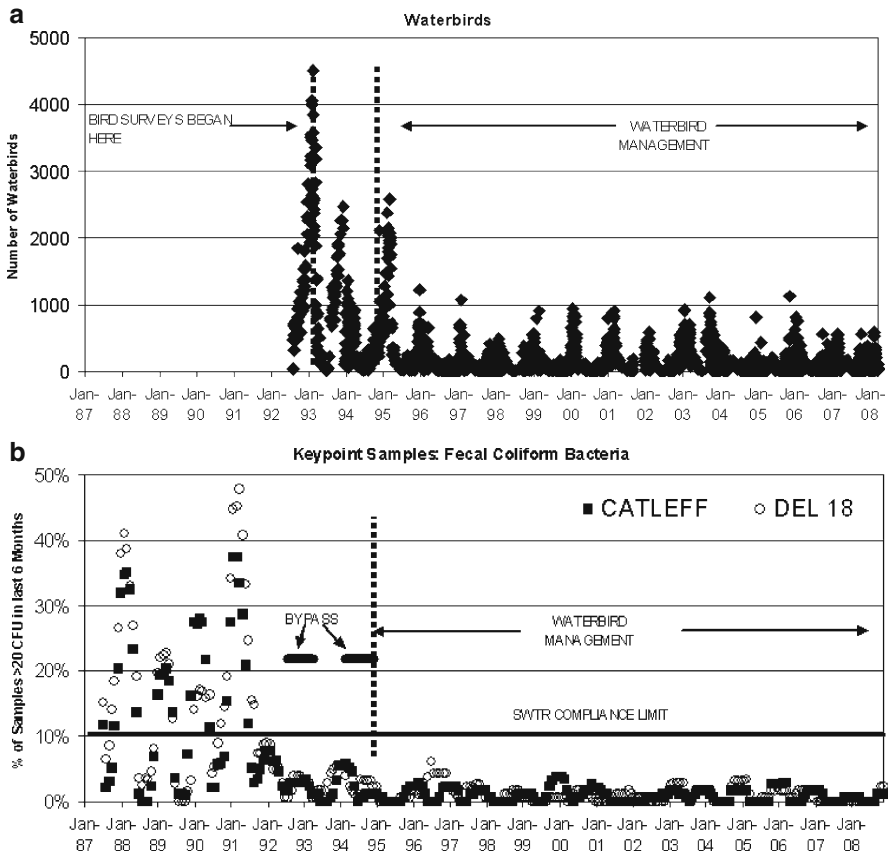 a
Waterbirds
Number of Waterbirds
5000
4000
3000
2000
1000
0
BIRD SURVEYS BEGAN
HERE
WATERBIRD
MANAGEMENT
Jan- Jan- Jan- Jan- Jan- Jan- Jan- Jan- Jan- Jan- Jan- Jan- Jan- Jan- Jan- Jan- Jan- Jan- Jan- Jan- Jan- Jan-
87 88 89 90 91 92 93 94 95 96 97 98 99 00 01 02 03 04 05 06 07 08
b
Keypoint Samples: Fecal Coliform Bacteria
% of Samples >20 CFU in last 6 Months
50%
40%
30%
20%
10%
0%
CATLEFF DEL 18
BYPASS
WATERBIRD
MANAGEMENT
SWTR COMPLIANCE LIMIT
Jan- Jan- Jan- Jan- Jan- Jan- Jan- Jan- Jan- Jan- Jan- Jan- Jan- Jan- Jan- Jan- Jan- Jan- Jan- Jan- Jan- Jan-
87 88 89 90 91 92 93 94 95 96 97 98 99 00 01 02 03 04 05 06 07 08